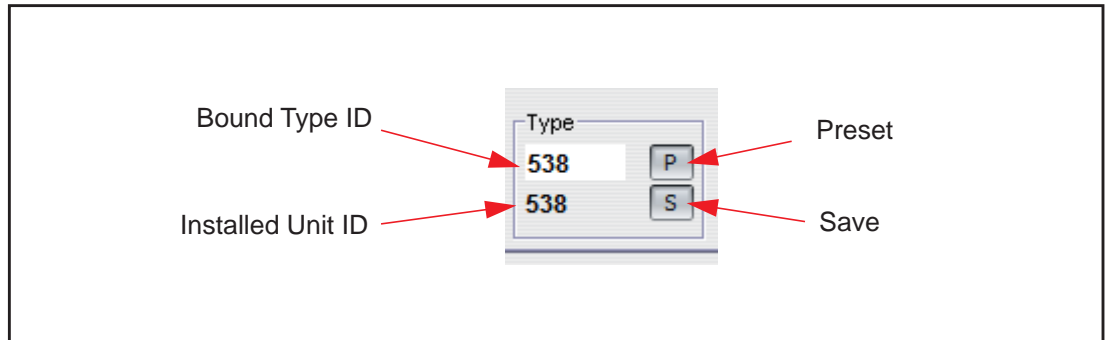 Bound Type ID
Type
Preset
538
P
538
S
Installed Unit ID
Save